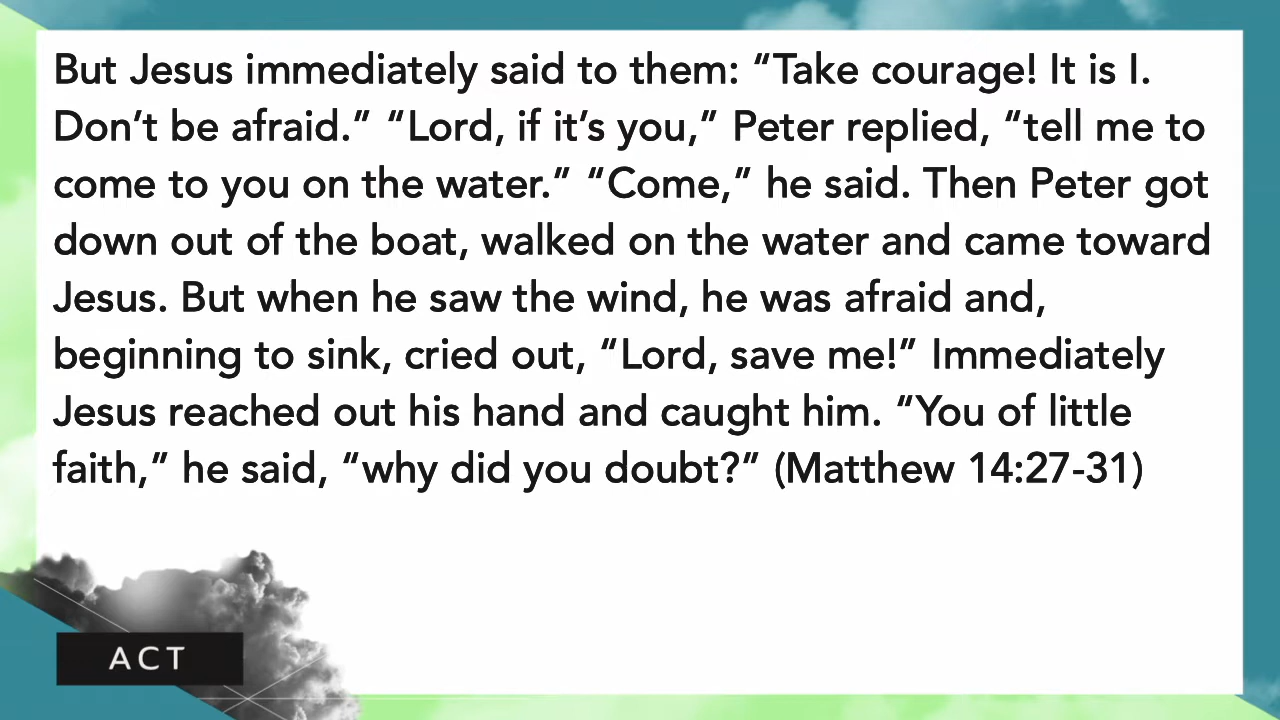 But Jesus immediately said to them: “Take courage! It is I.
Don’t be afraid.” “Lord, if it’s you,” Peter replied, “tell me to
come to you on the water.” “Come,” he said. Then Peter got
down out of the boat, walked on the water and came toward
Jesus. But when he saw the wind, he was afraid and,
beginning to sink, cried out, “Lord, save me!” Immediately
Jesus reached out his hand and caught him. “You of little
faith,” he said, “why did you doubt?” (Matthew 14:27-31)
ACT